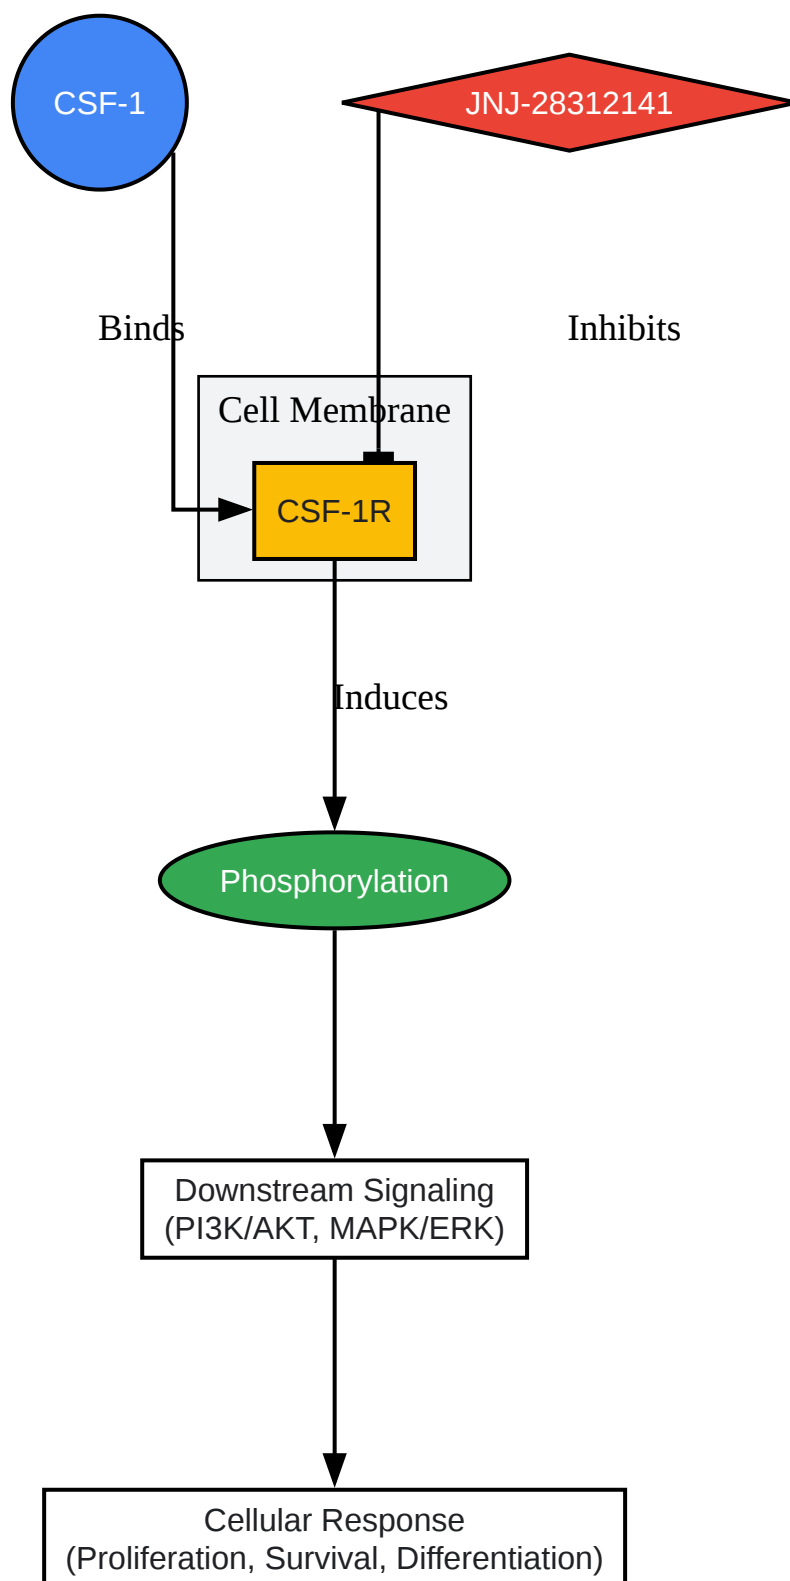 CSF-1
JNJ-28312141
Binds
Inhibits
Cell Membrane
CSF-1R
Induces
Phosphorylation
Downstream Signaling
(PI3K/AKT, MAPK/ERK)
Cellular Response
(Proliferation, Survival, Differentiation)